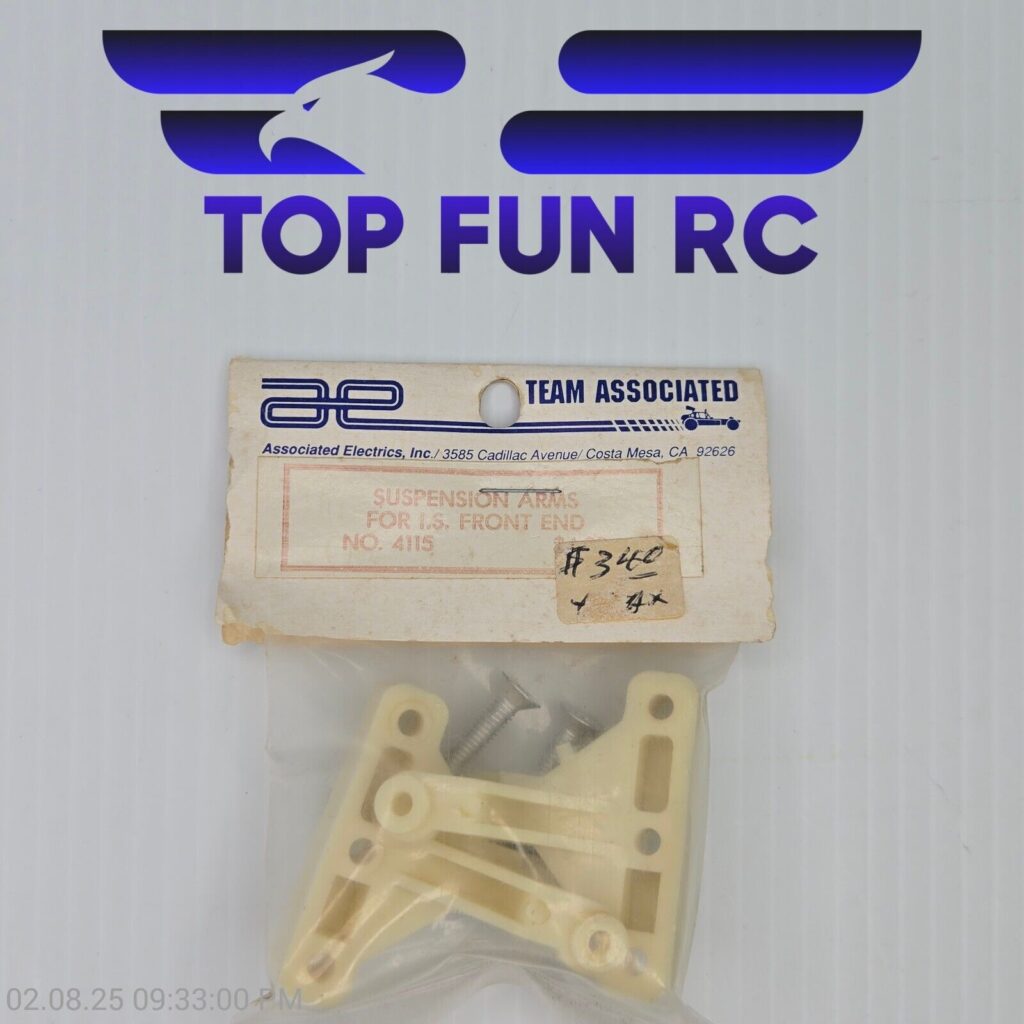 TOP FUN RC
ae TEAM ASSOCIATED
Associated Electrics, Inc./ 3585 Cadillac Avenue/ Costa Mesa, CA 92626
SUSPENSION ARMS
FOR I.S. FRONT END
NO. 4115
$340
02.08.25 09:33:00 PM